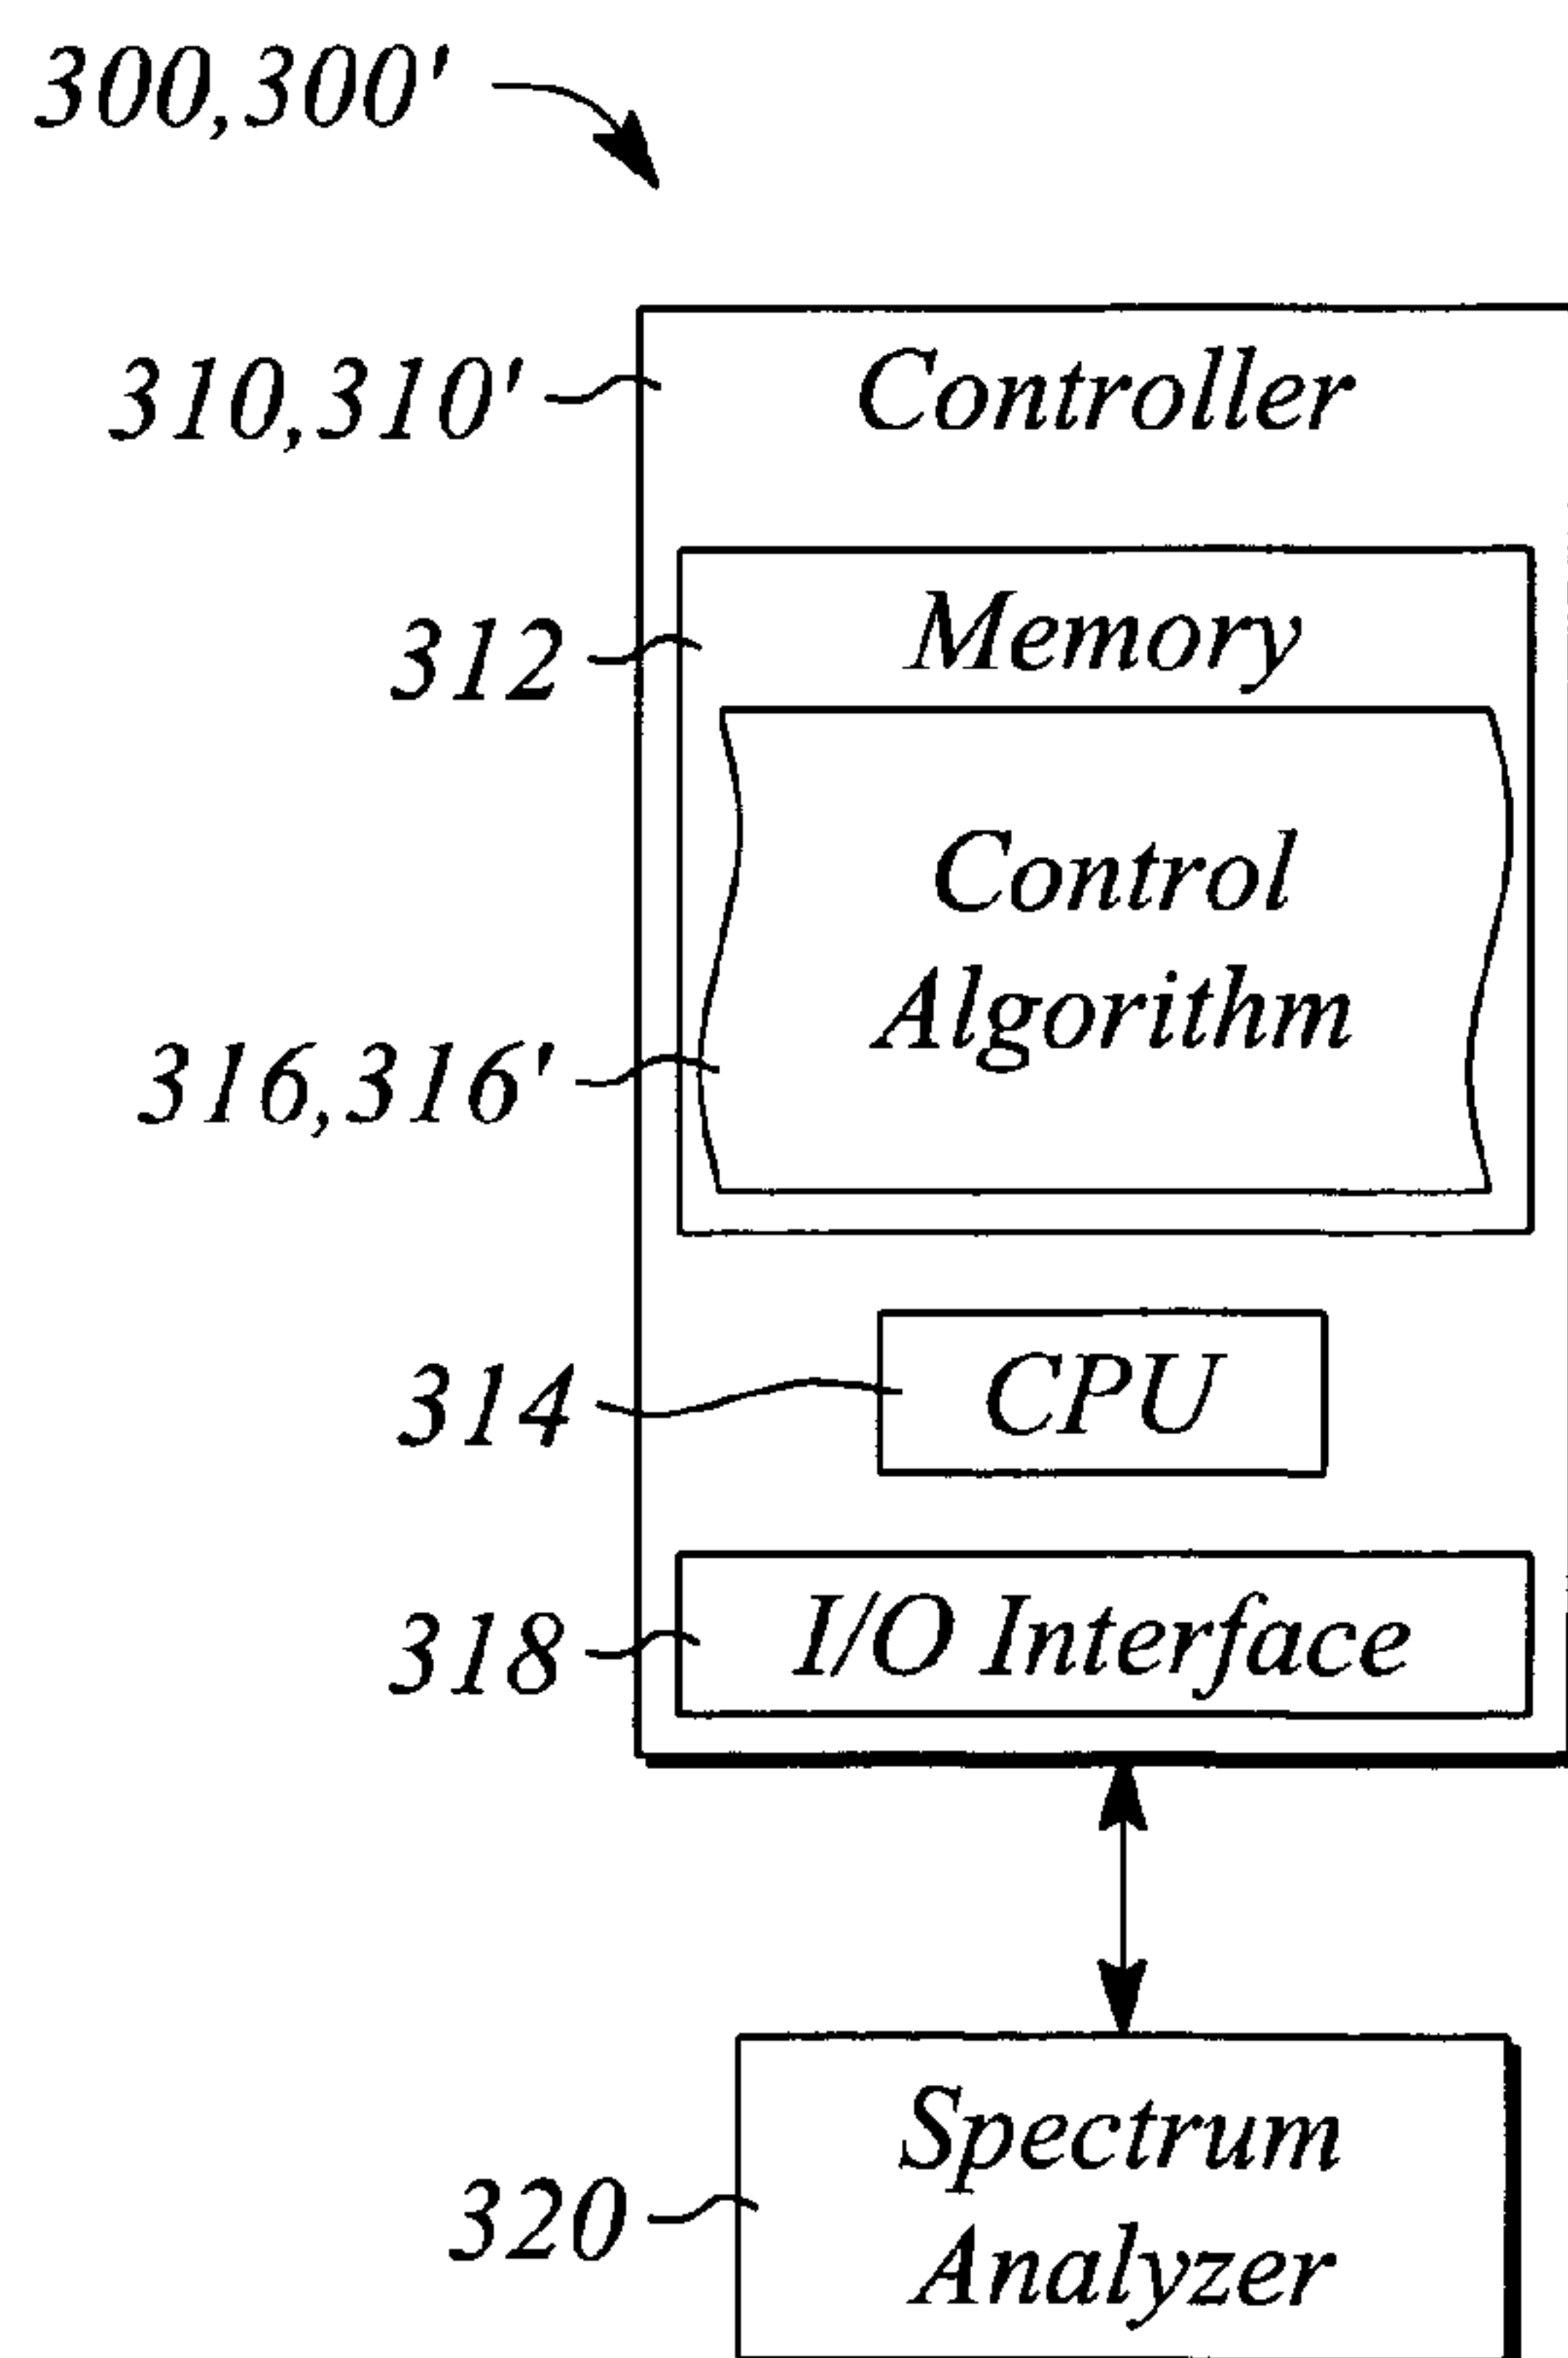 300,300'
310,310'
Controller
312
Memory
Control
Algorithm
316,316'
314
CPU
318
I/O Interface
320
Spectrum
Analyzer